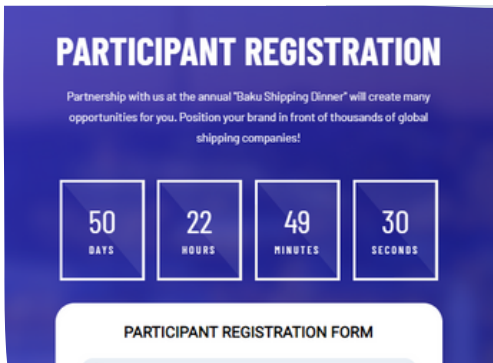 PARTICIPANT REGISTRATION
Partnership with us at the annual "Baku Shipping Dinner" will create many
opportunities for you. Position your brand in front of thousands of global
shipping companies!
50 22 49 30
DAYS HOURS MINUTES SECONDS
PARTICIPANT REGISTRATION FORM